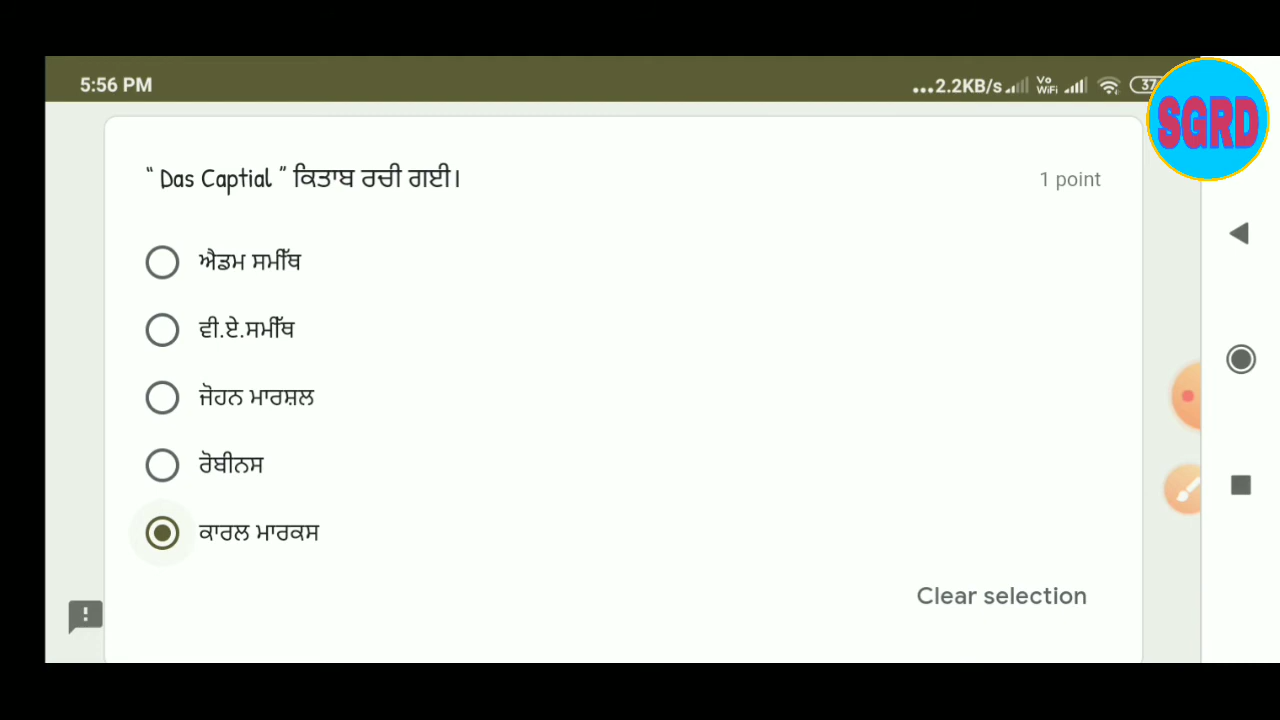 5:56 PM
...2.2KB/s Vo WiFi 37
SGRD
“ Das Captial ” ਕਿਤਾਬ ਰਚੀ ਗਈ।
1 point
ਐਡਮ ਸਮੀੱਥ
ਵੀ.ਏ.ਸਮੀੱਥ
ਜੋਹਨ ਮਾਰਸ਼ਲ
ਰੋਬੀਨਸ
ਕਾਰਲ ਮਾਰਕਸ
Clear selection